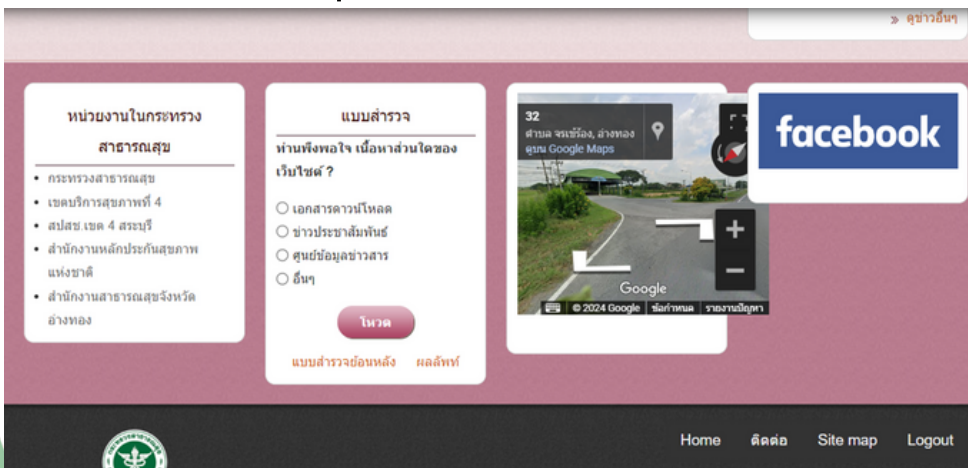 » ดูข่าวอื่นๆ
หน่วยงานในกระทรวง
สาธารณสุข
• กระทรวงสาธารณสุข
• เขตบริการสุขภาพที่ 4
• สปสช.เขต 4 สระบุรี
• สำนักงานหลักประกันสุขภาพ
แห่งชาติ
• สำนักงานสาธารณสุขจังหวัด
อ่างทอง
แบบสำรวจ
ท่านพึงพอใจ เนื้อหาส่วนใดของ
เว็บไซต์ ?
เอกสารดาวน์โหลด
ข่าวประชาสัมพันธ์
ศูนย์ข้อมูลข่าวสาร
อื่นๆ
โหวต
แบบสำรวจย้อนหลัง ผลลัพท์
32
ตำบล จรเข้ร้อง, อ่างทอง
ดูบน Google Maps
Google
© 2024 Google ข้อกำหนด รายงานปัญหา
facebook
Home ติดต่อ Site map Logout